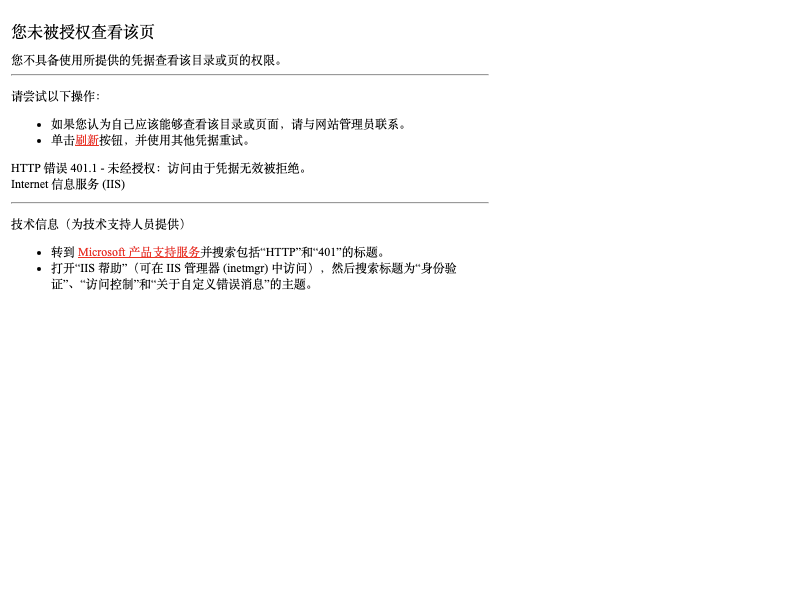 您未被授权查看该页
您不具备使用所提供的凭据查看该目录或页的权限。
请尝试以下操作：
如果您认为自己应该能够查看该目录或页面，请与网站管理员联系。
单击刷新按钮，并使用其他凭据重试。
HTTP 错误 401.1 - 未经授权：访问由于凭据无效被拒绝。
Internet 信息服务 (IIS)
技术信息（为技术支持人员提供）
转到 Microsoft 产品支持服务并搜索包括“HTTP”和“401”的标题。
打开“IIS 帮助”（可在 IIS 管理器 (inetmgr) 中访问），然后搜索标题为“身份验
证”、“访问控制”和“关于自定义错误消息”的主题。